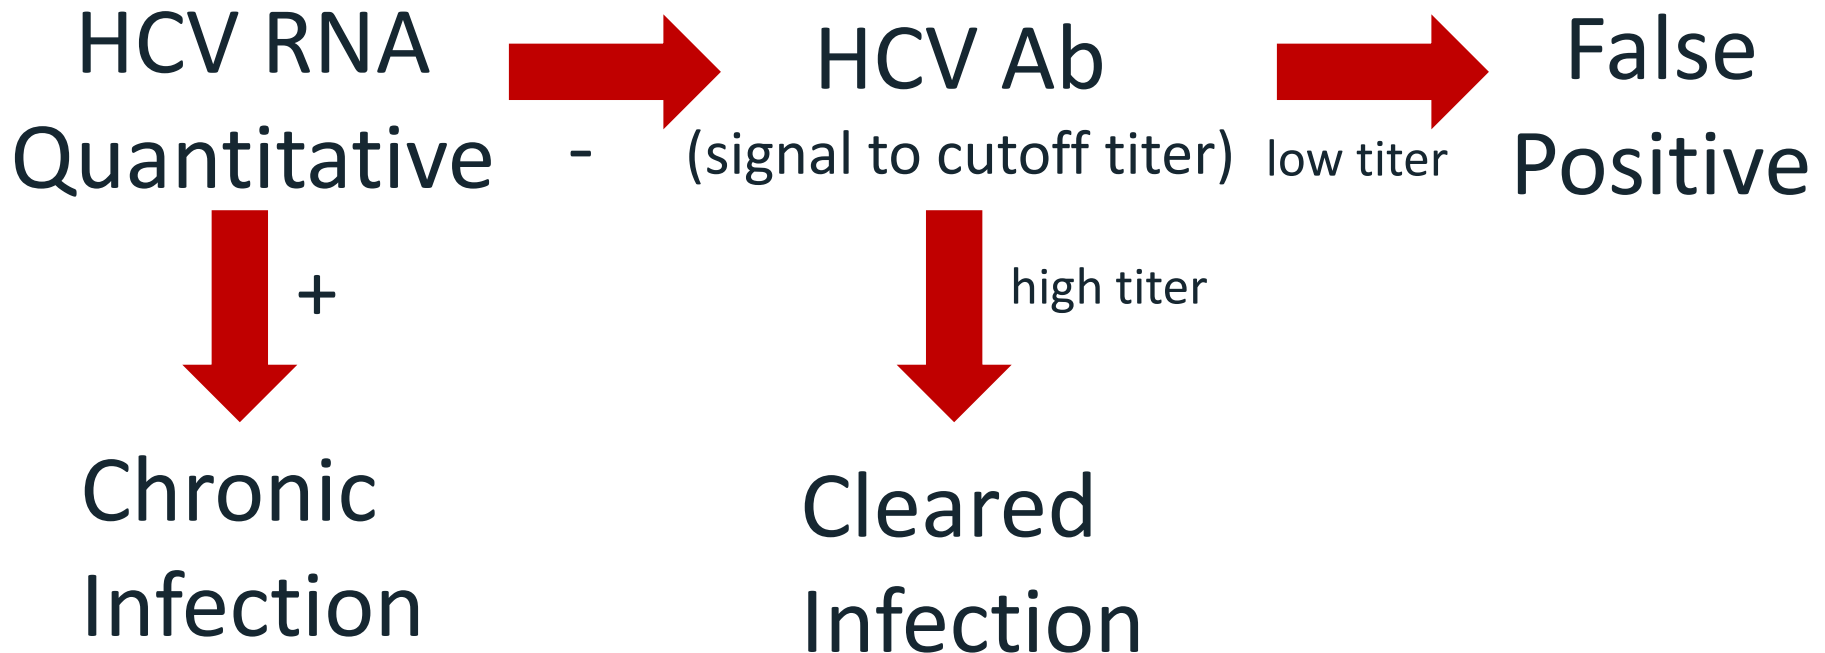 HCV RNA
Quantitative
-
HCV Ab
(signal to cutoff titer)
low titer
False
Positive
+
high titer
Chronic
Infection
Cleared
Infection